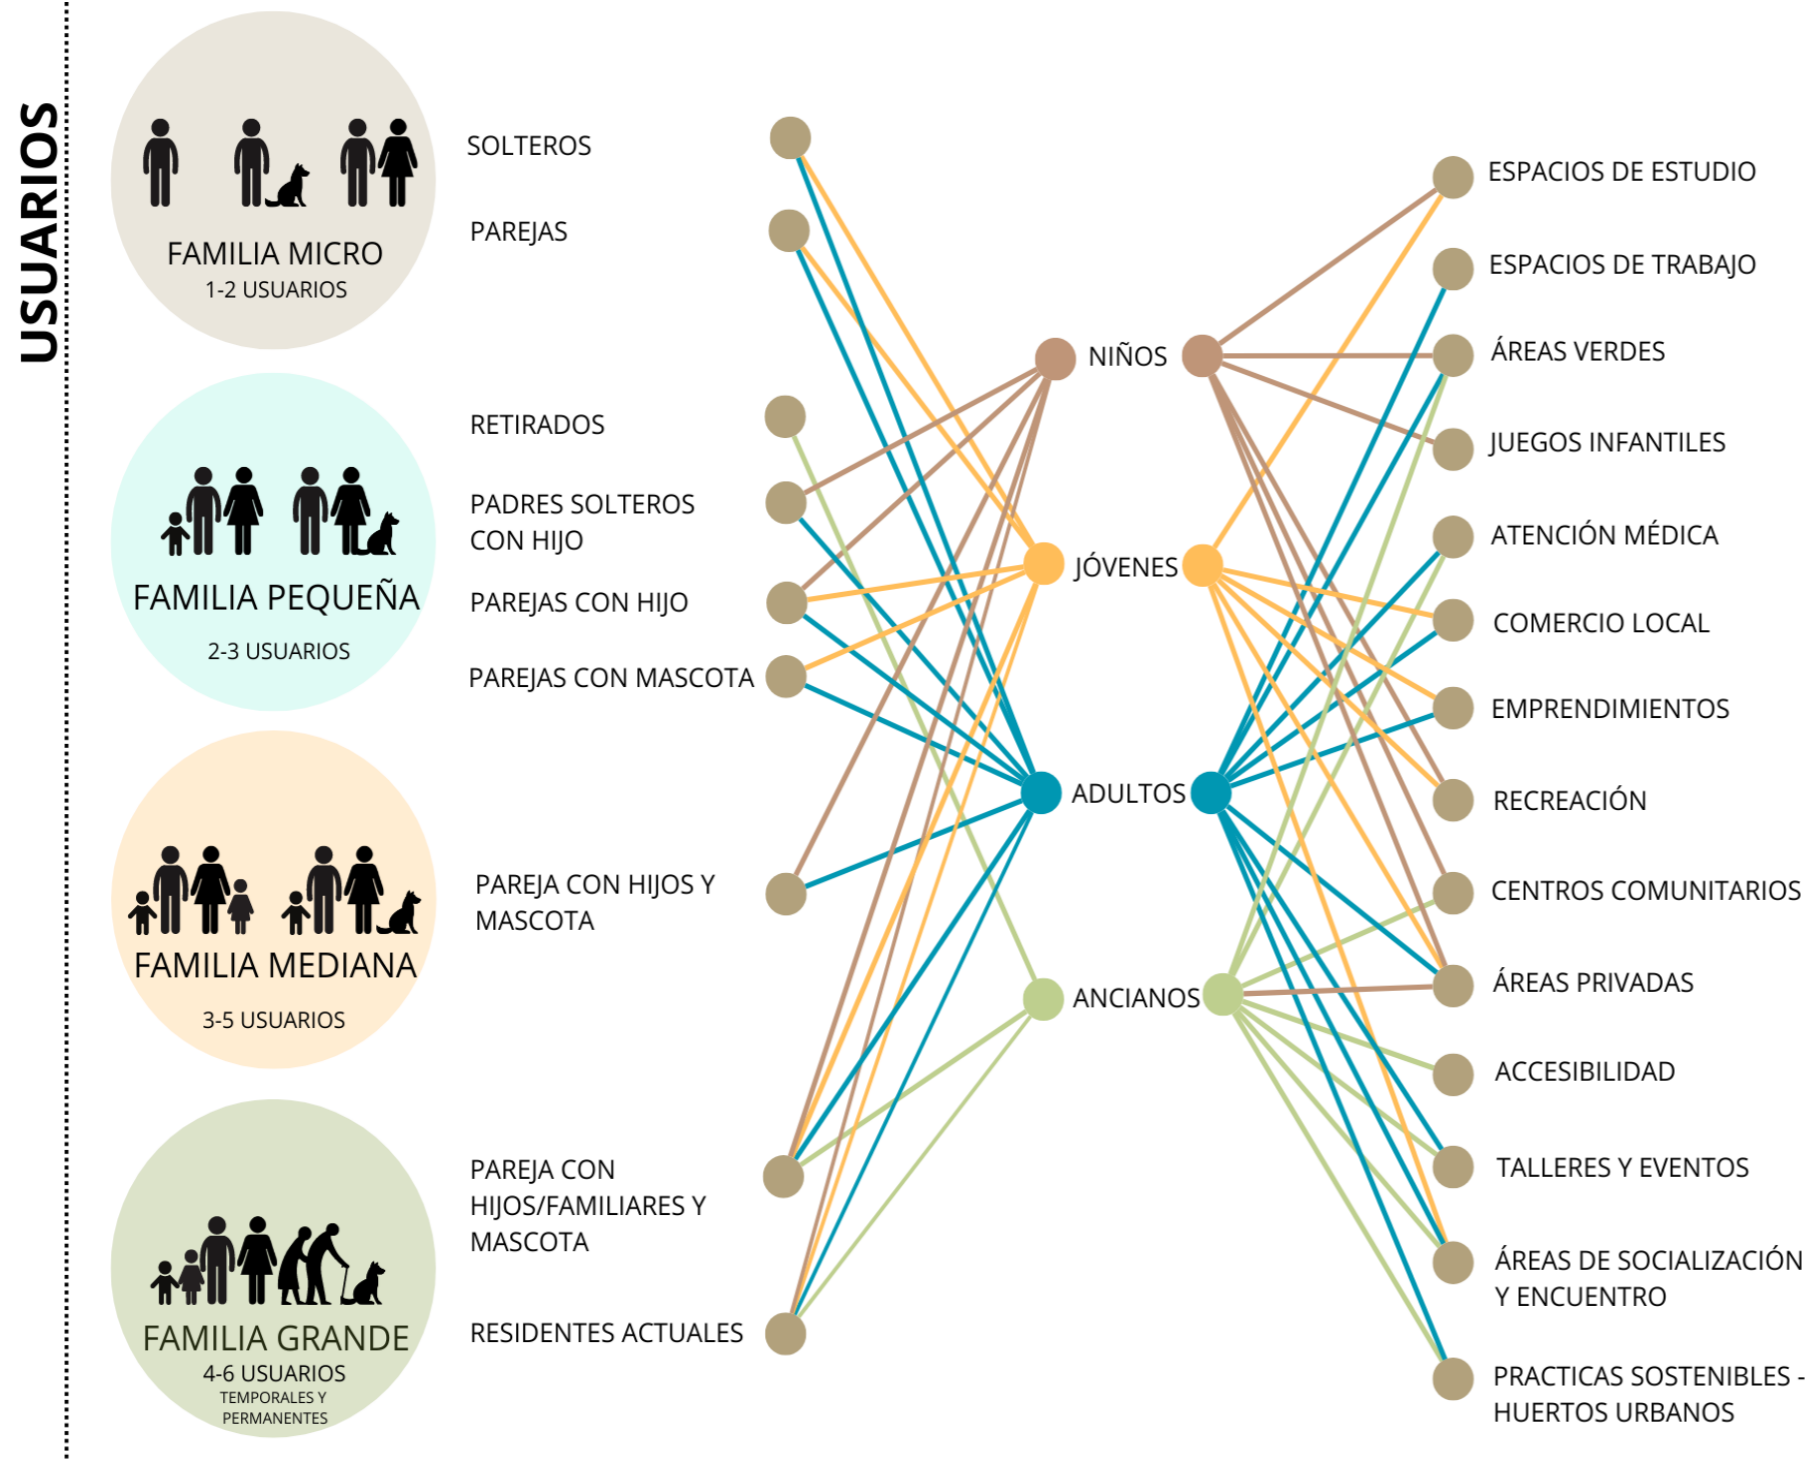 USUARIOS
FAMILIA MICRO
1-2 USUARIOS
FAMILIA PEQUEÑA
2-3 USUARIOS
FAMILIA MEDIANA
3-5 USUARIOS
FAMILIA GRANDE
4-6 USUARIOS
TEMPORALES Y
PERMANENTES
SOLTEROS
PAREJAS
RETIRADOS
PADRES SOLTEROS
CON HIJO
PAREJAS CON HIJO
PAREJAS CON MASCOTA
PAREJA CON HIJOS Y
MASCOTA
PAREJA CON
HIJOS/FAMILIARES Y
MASCOTA
RESIDENTES ACTUALES
NIÑOS
JÓVENES
ADULTOS
ANCIANOS
ESPACIOS DE ESTUDIO
ESPACIOS DE TRABAJO
ÁREAS VERDES
JUEGOS INFANTILES
ATENCIÓN MÉDICA
COMERCIO LOCAL
EMPRENDIMIENTOS
RECREACIÓN
CENTROS COMUNITARIOS
ÁREAS PRIVADAS
ACCESIBILIDAD
TALLERES Y EVENTOS
ÁREAS DE SOCIALIZACIÓN
Y ENCUENTRO
PRACTICAS SOSTENIBLES -
HUERTOS URBANOS